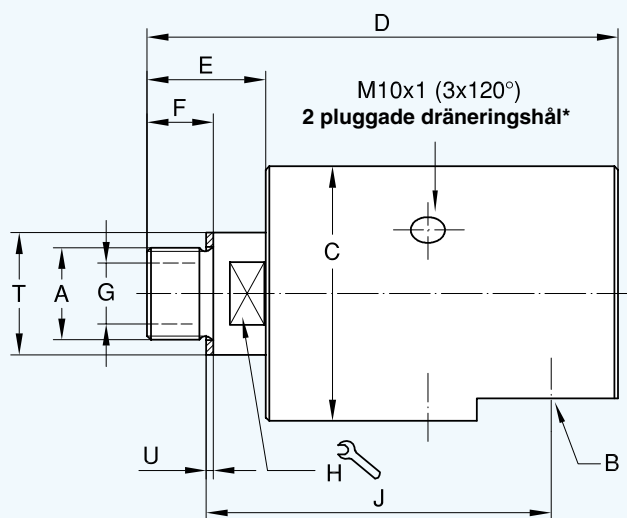 D
E
M10x1 (3x120°)
F
2 pluggade dräneringshål*
C
T
A
G
U
H
B
J